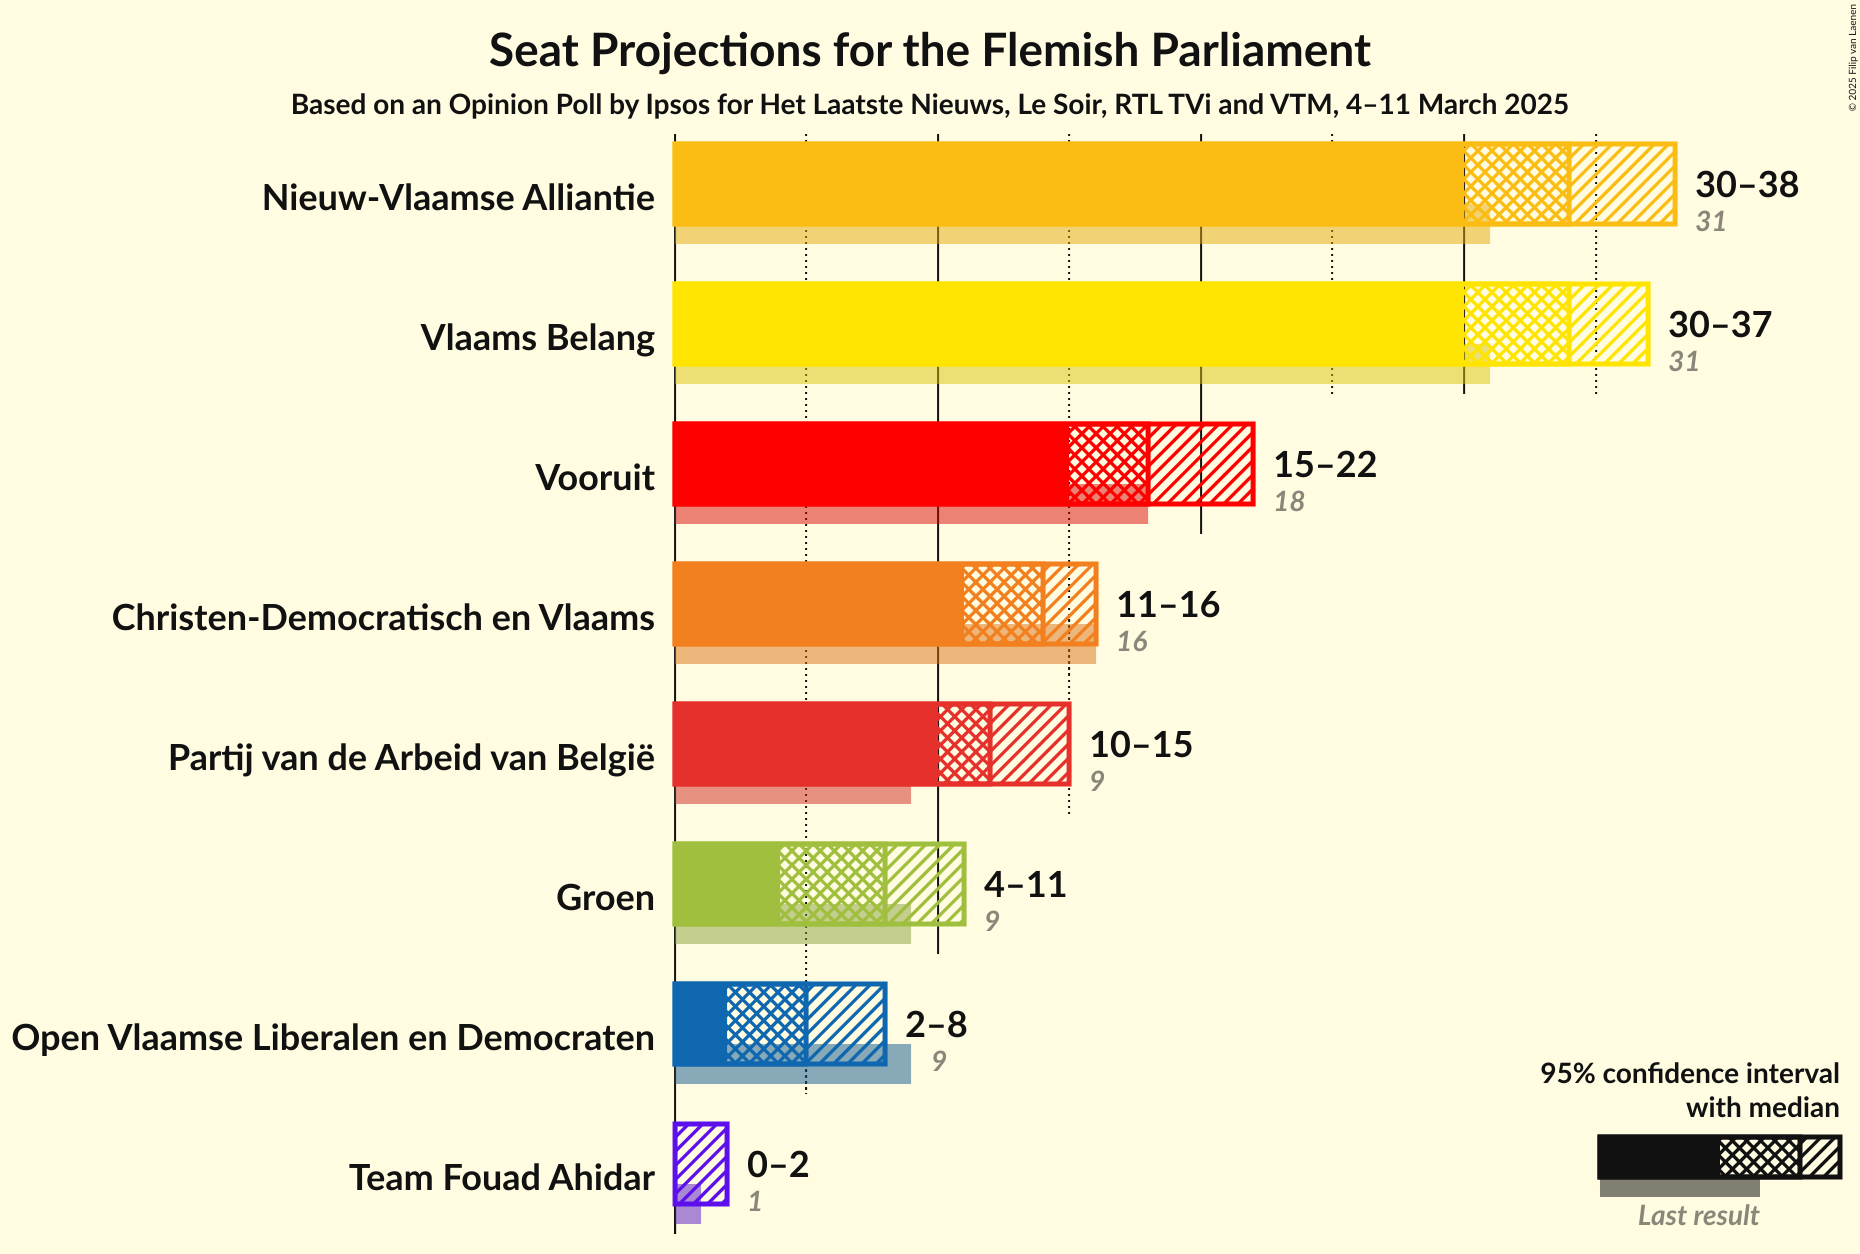 Seat Projections for the Flemish Parliament
Based on an Opinion Poll by Ipsos for Het Laatste Nieuws, Le Soir, RTL TVi and VTM, 4–11 March 2025
© 2025 Filip van Laenen
Nieuw-Vlaamse Alliantie
30–38
31
Vlaams Belang
30–37
31
Vooruit
15–22
18
Christen-Democratisch en Vlaams
11–16
16
Partij van de Arbeid van België
10–15
9
Groen
4–11
9
Open Vlaamse Liberalen en Democraten
2–8
9
Team Fouad Ahidar
0–2
1
95% confidence interval
with median
Last result